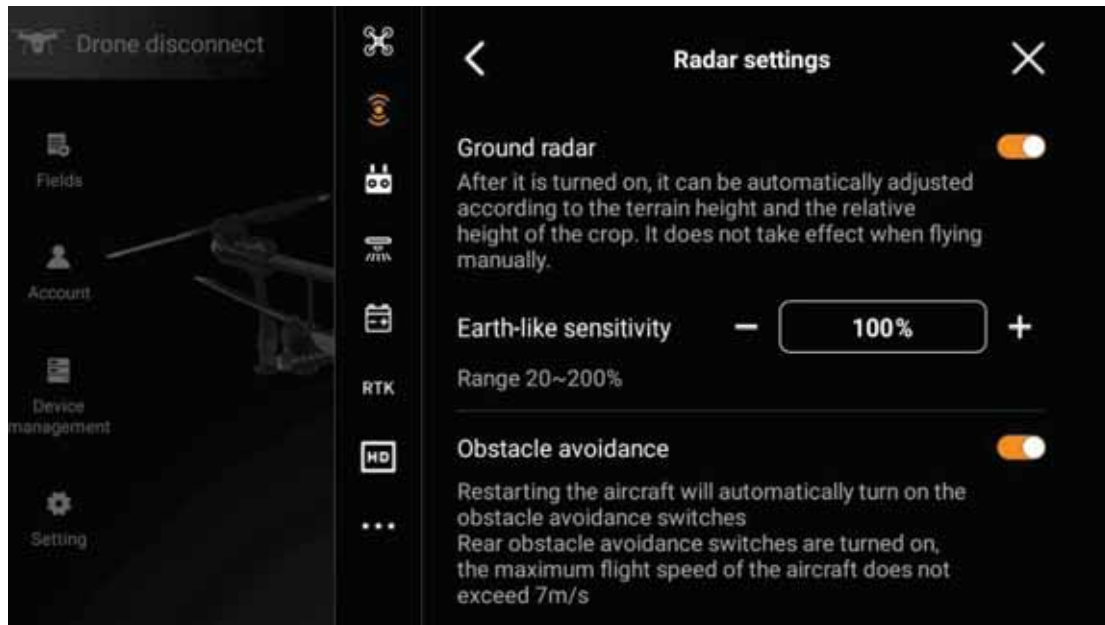 Drone disconnect
Fields
Account
Device
management
Setting
RTK
HD
Radar settings
Ground radar
After it is turned on, it can be automatically adjusted
according to the terrain height and the relative
height of the crop. It does not take effect when flying
manually.
Earth-like sensitivity − 100% +
Range 20~200%
Obstacle avoidance
Restarting the aircraft will automatically turn on the
obstacle avoidance switches
Rear obstacle avoidance switches are turned on,
the maximum flight speed of the aircraft does not
exceed 7m/s